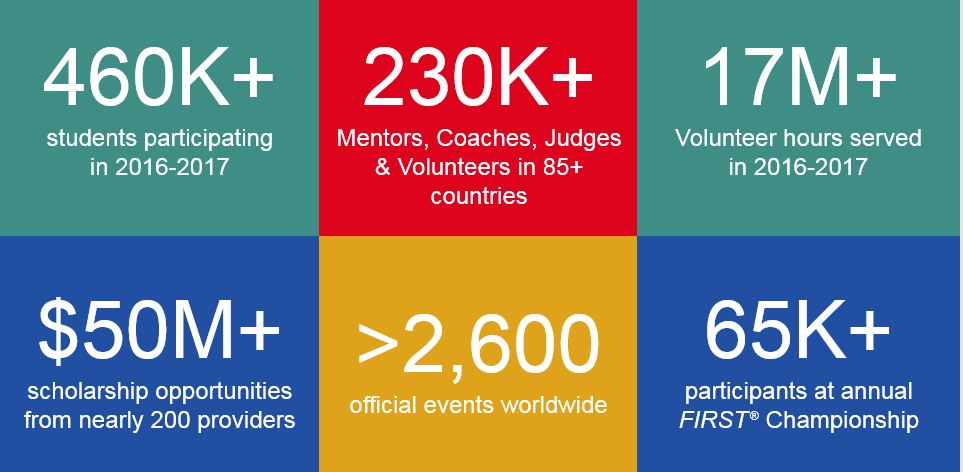 460K+
students participating
in 2016-2017
230K+
Mentors, Coaches, Judges
& Volunteers in 85+
countries
17M+
Volunteer hours served
in 2016-2017
$50M+
scholarship opportunities
from nearly 200 providers
>2,600
official events worldwide
65K+
participants at annual
FIRST® Championship